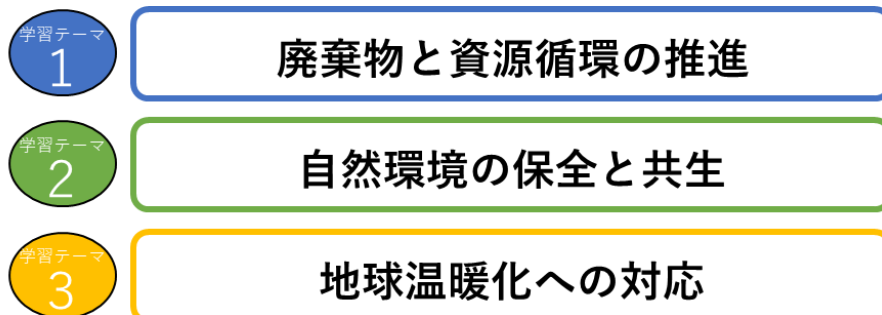 学習テーマ
1
廃棄物と資源循環の推進
学習テーマ
2
自然環境の保全と共生
学習テーマ
3
地球温暖化への対応